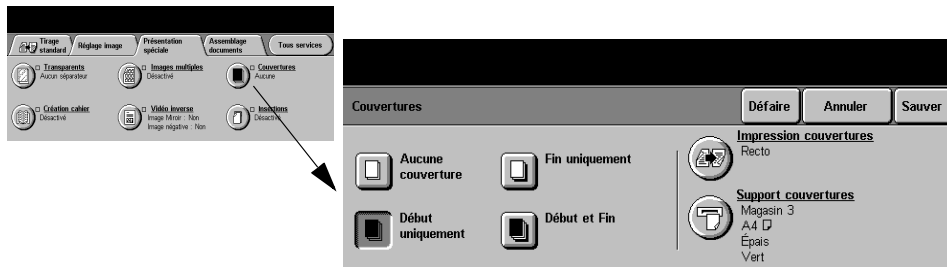 Tirage standard
Réglage image
Présentation spéciale
Assemblage documents
Tous services
Transparents
Aucun séparateur
Images multiples
Désactivé
Couvertures
Aucune
Création cahier
Désactivé
Vidéo inverse
Image Miroir : Non
Image négative : Non
Insertions
Désactivé
Couvertures
Défaire
Annuler
Sauver
Aucune
couverture
Fin uniquement
Début
uniquement
Début et Fin
Impression couvertures
Recto
Support couvertures
Magasin 3
A4
Épais
Vert